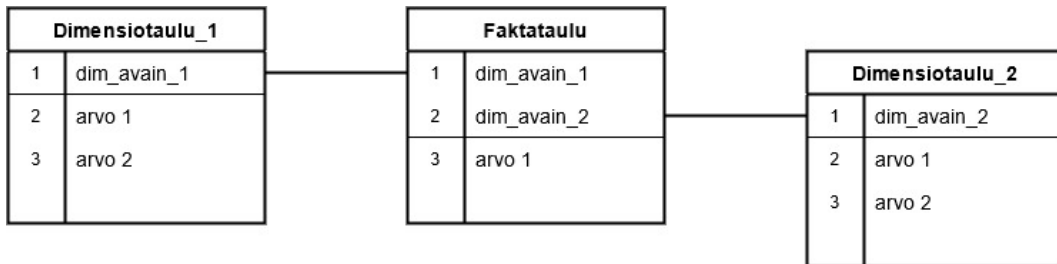 Dimensiotaulu_1
1 dim_avain_1
2 arvo 1
3 arvo 2
Faktataulu
1 dim_avain_1
2 dim_avain_2
3 arvo 1
Dimensiotaulu_2
1 dim_avain_2
2 arvo 1
3 arvo 2